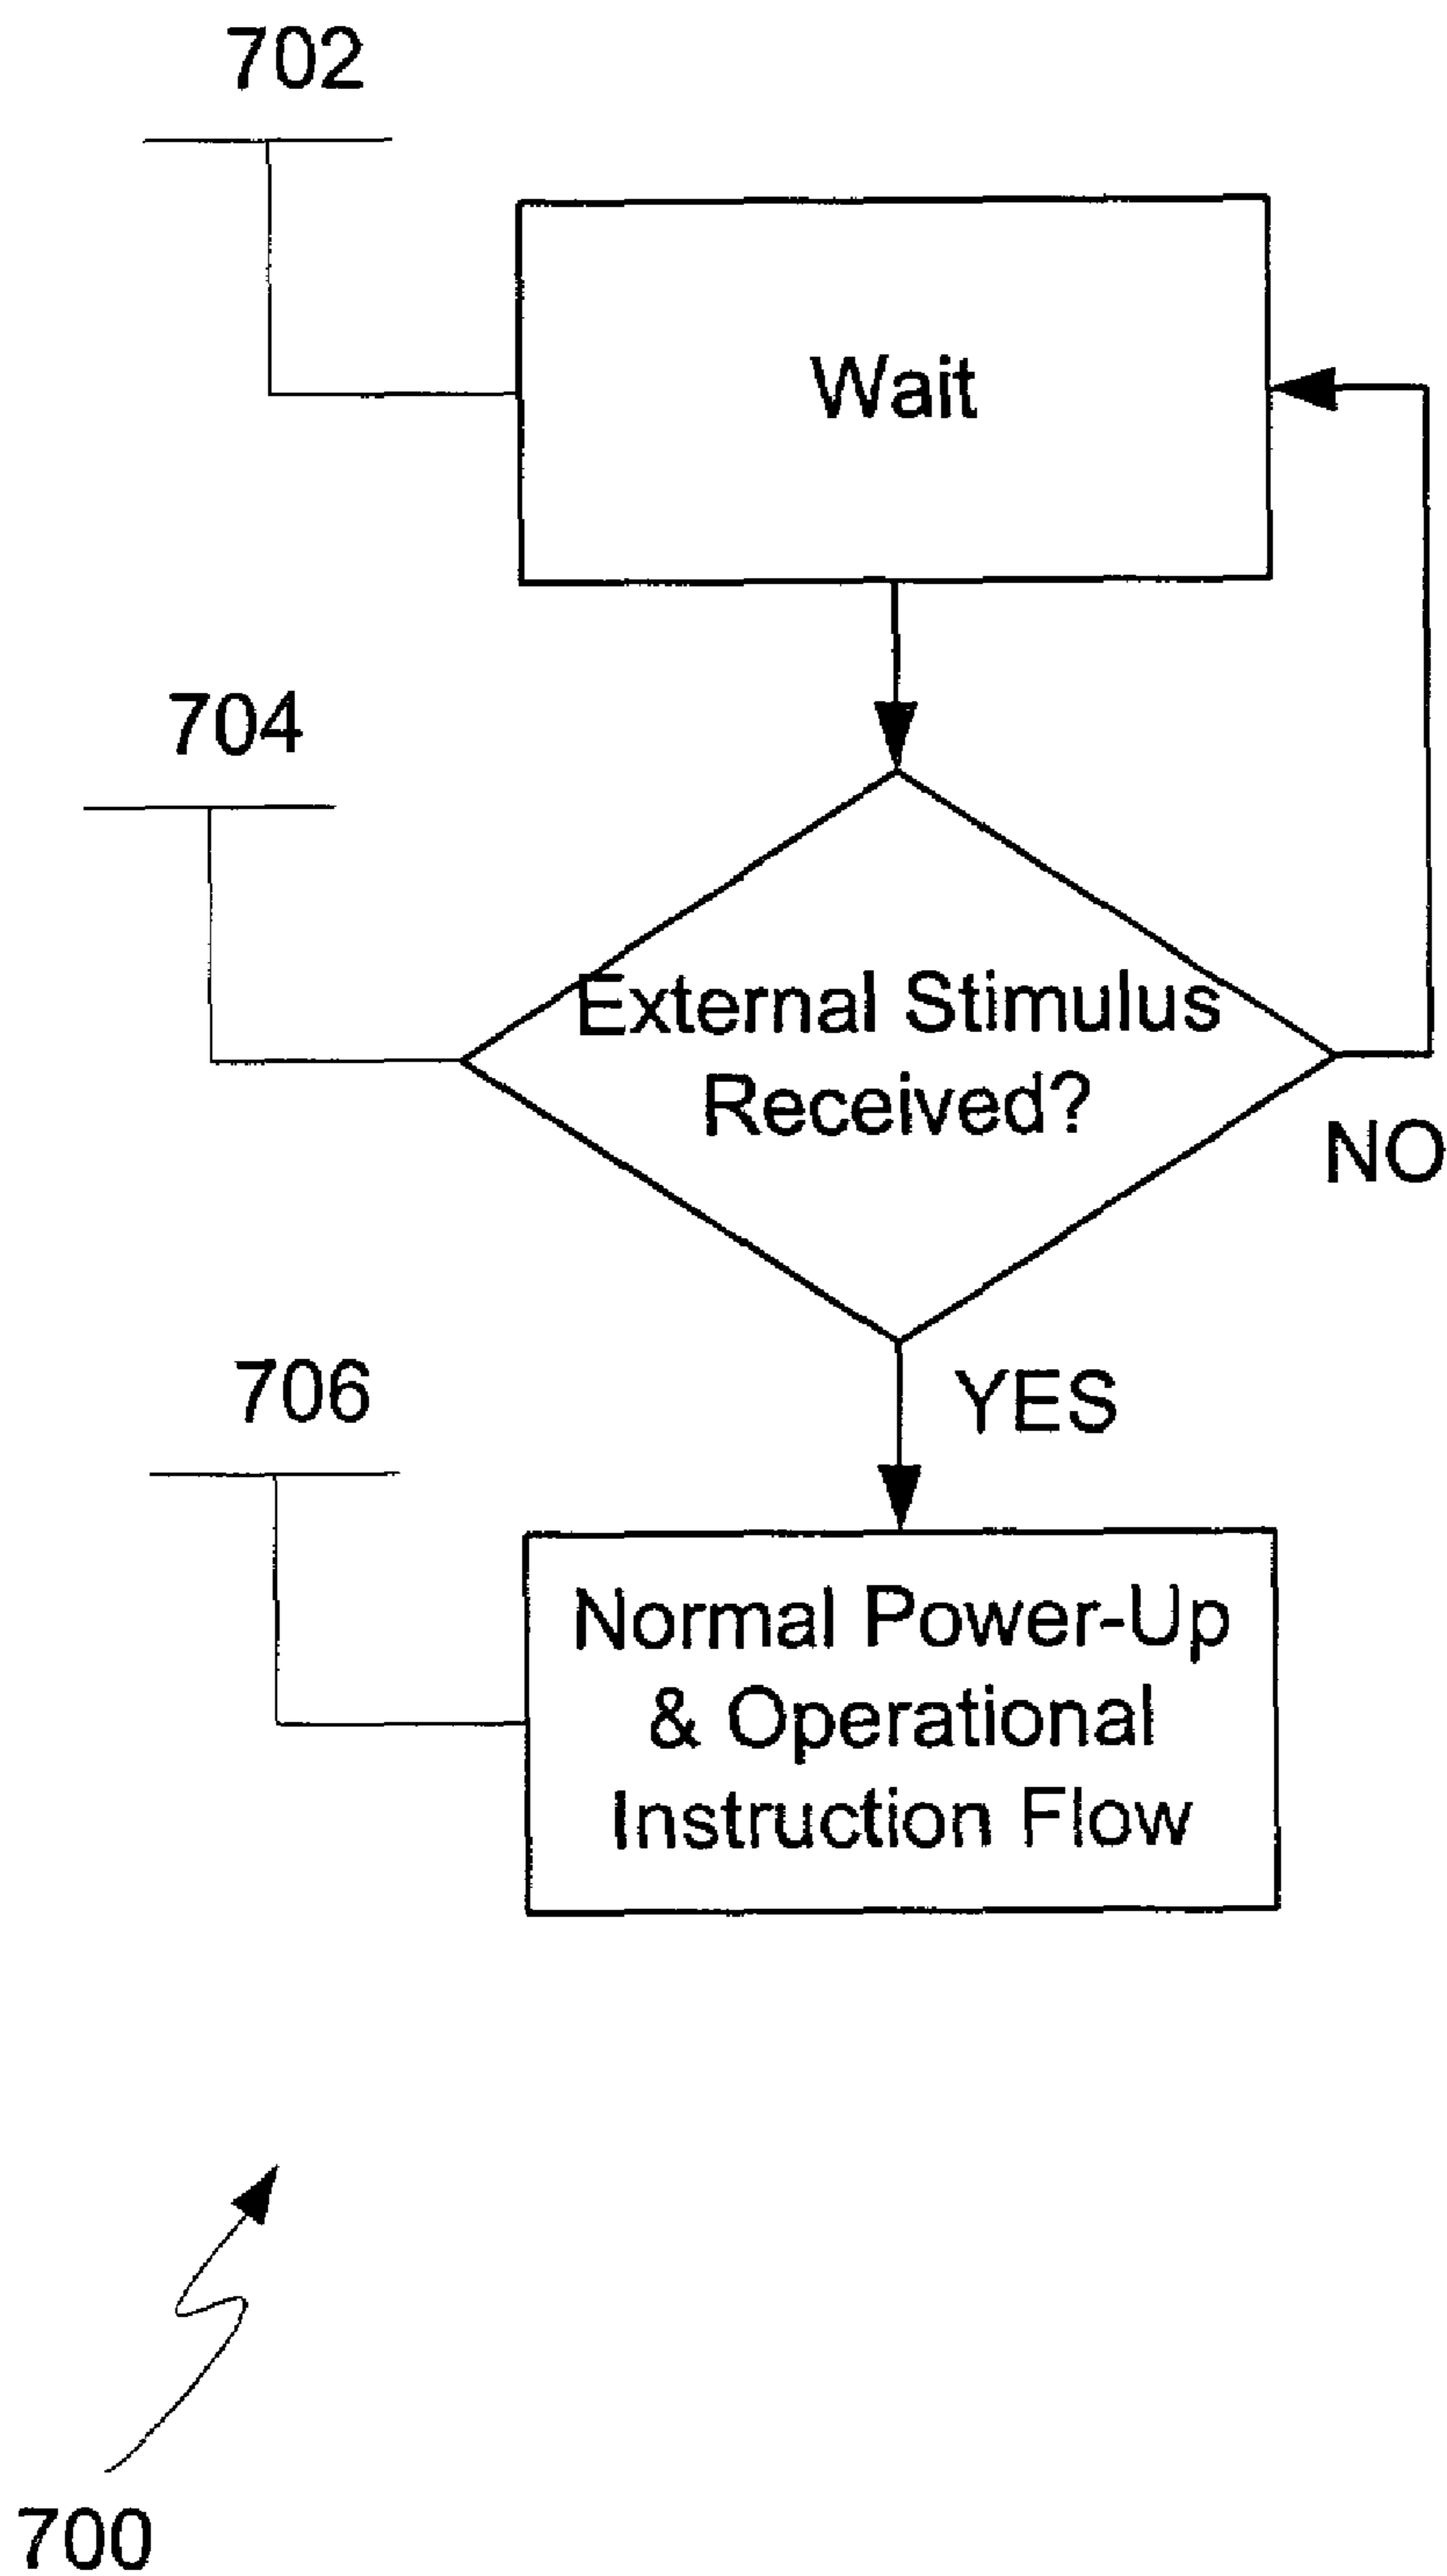 702
Wait
704
External Stimulus
Received?
NO
YES
706
Normal Power-Up
& Operational
Instruction Flow
700